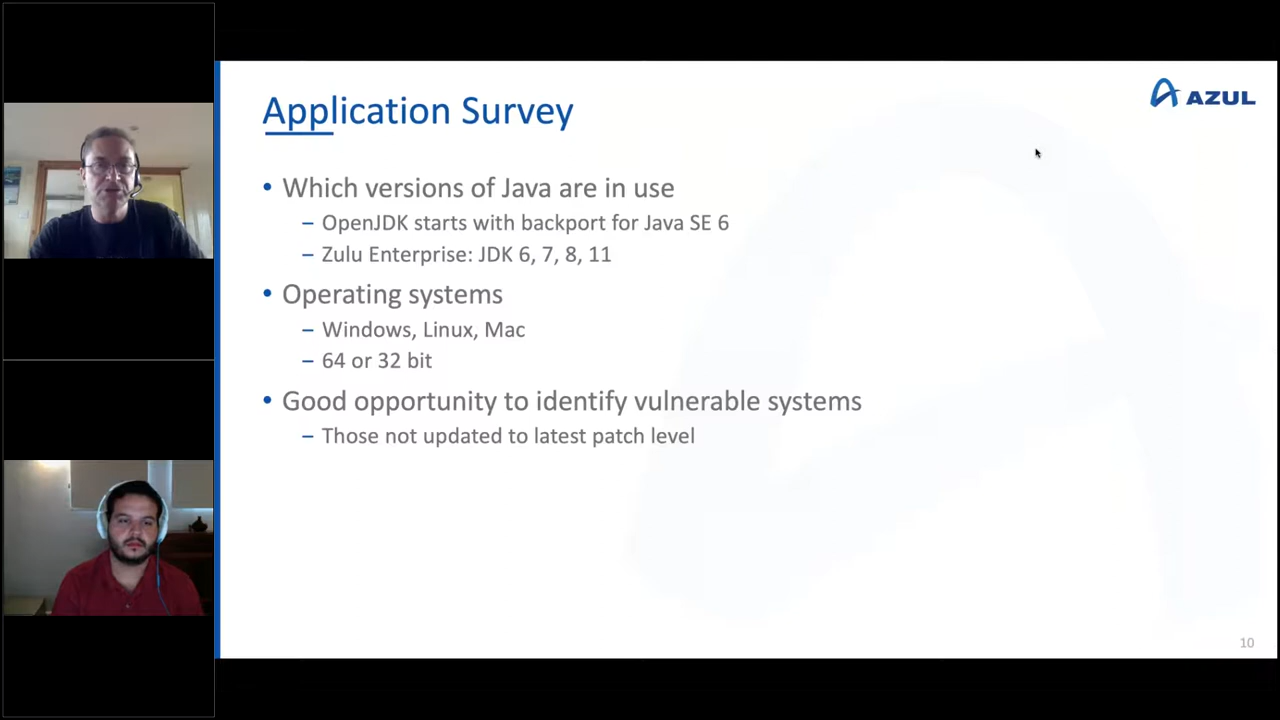 Application Survey
AZUL
• Which versions of Java are in use
– OpenJDK starts with backport for Java SE 6
– Zulu Enterprise: JDK 6, 7, 8, 11
• Operating systems
– Windows, Linux, Mac
– 64 or 32 bit
• Good opportunity to identify vulnerable systems
– Those not updated to latest patch level
10